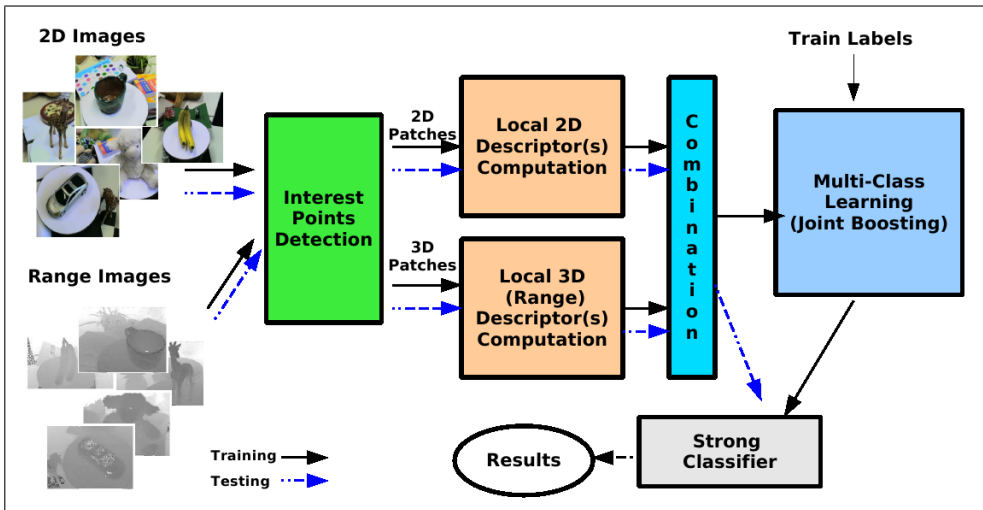 2D Images
Train Labels
2D
Patches
Local 2D
Descriptor(s)
Computation
Combination
Interest
Points
Detection
Multi-Class
Learning
(Joint Boosting)
3D
Patches
Range Images
Local 3D
(Range)
Descriptor(s)
Computation
Strong
Classifier
Results
Training
Testing